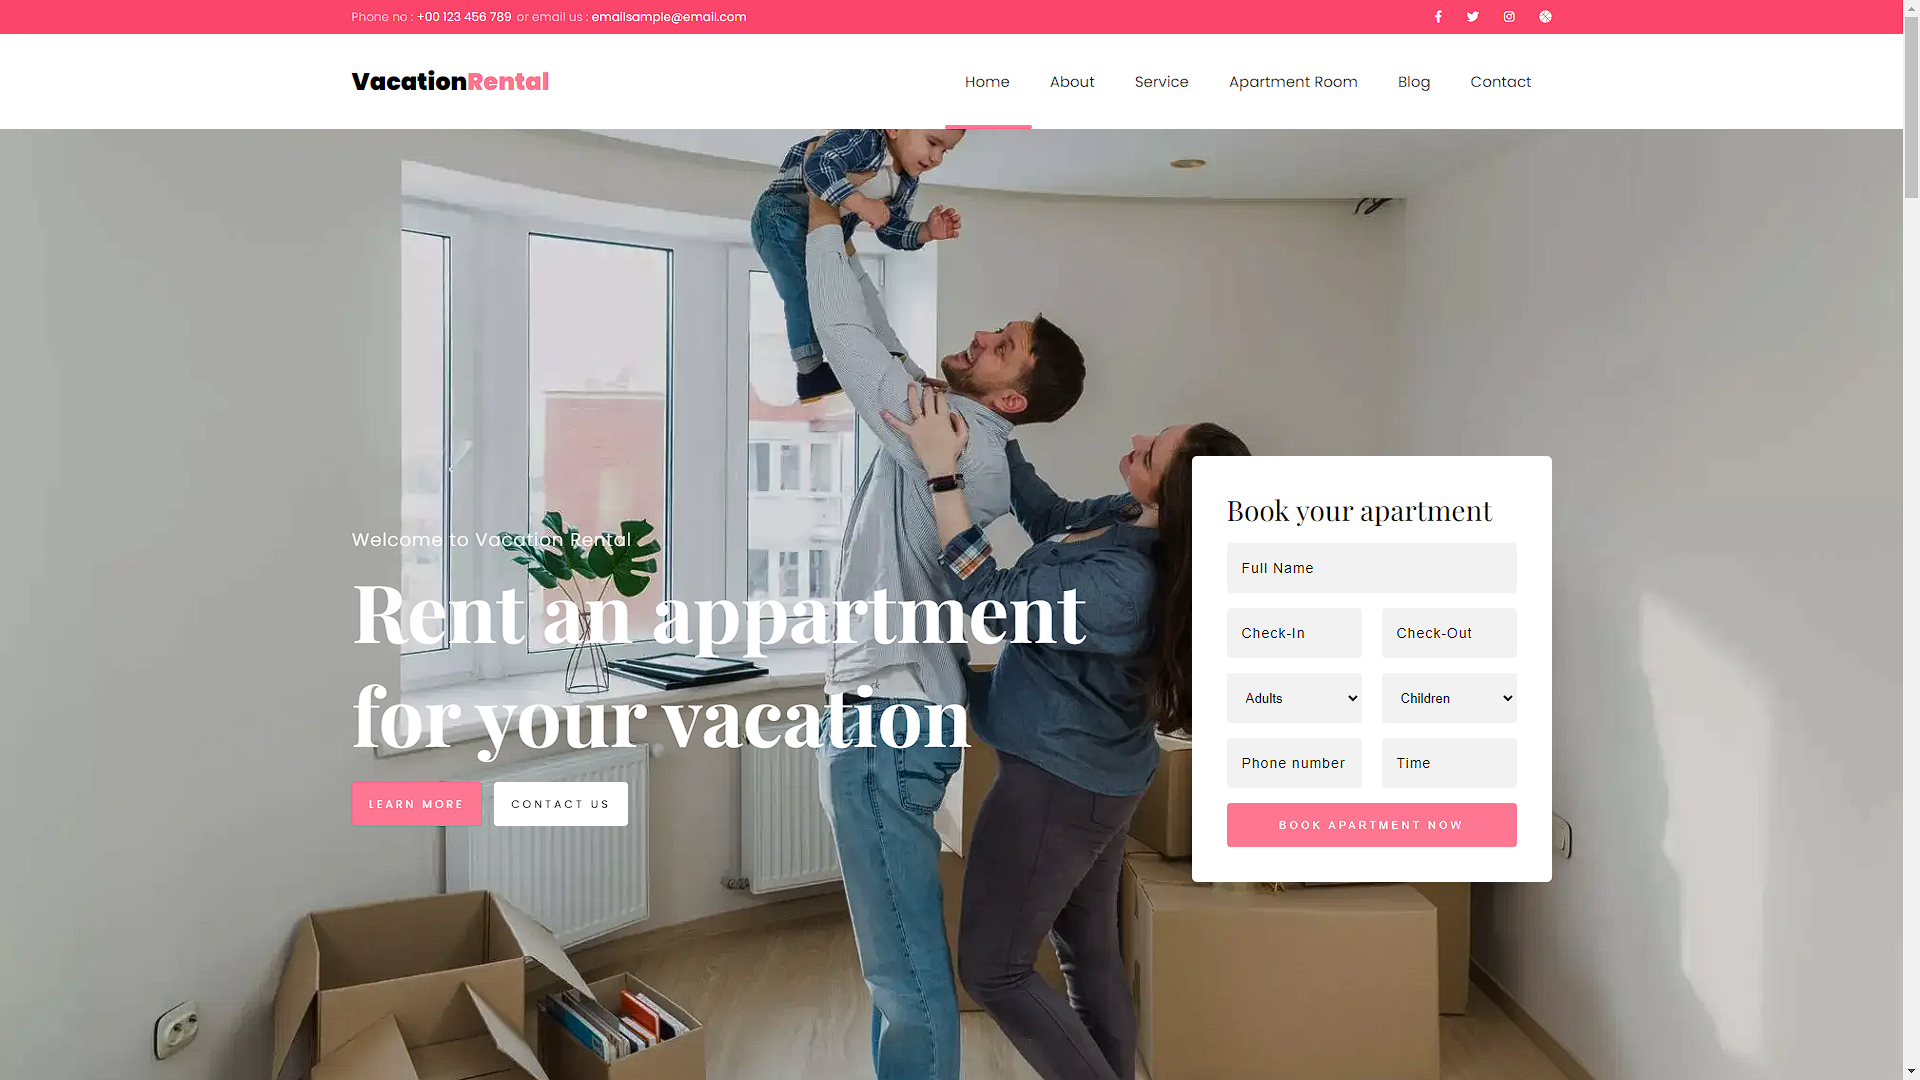 Phone no : +00 123 456 789 or email us : emailsample@email.com
VacationRental
Home About Service Apartment Room Blog Contact
Welcome to Vacation Rental
Rent an appartment
for your vacation
LEARN MORE CONTACT US
Book your apartment
Full Name
Check-In Check-Out
Adults Children
Phone number Time
BOOK APARTMENT NOW